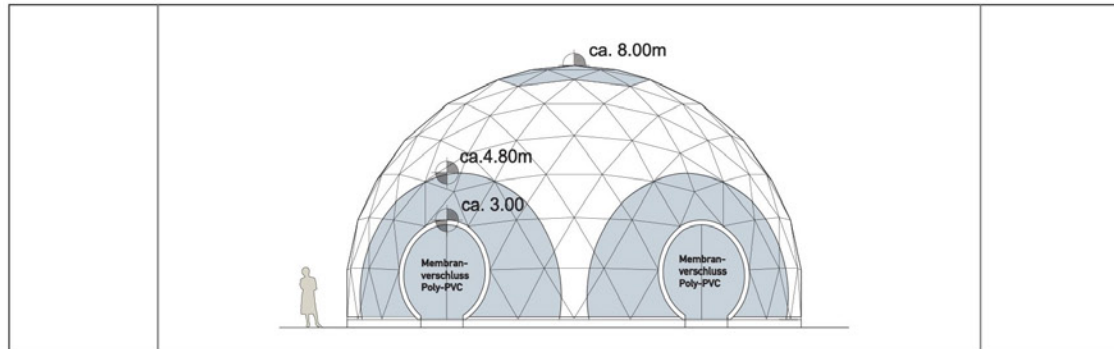 ca. 8.00m
ca.4.80m
ca. 3.00
Membran-
verschluss
Poly-PVC
Membran-
verschluss
Poly-PVC